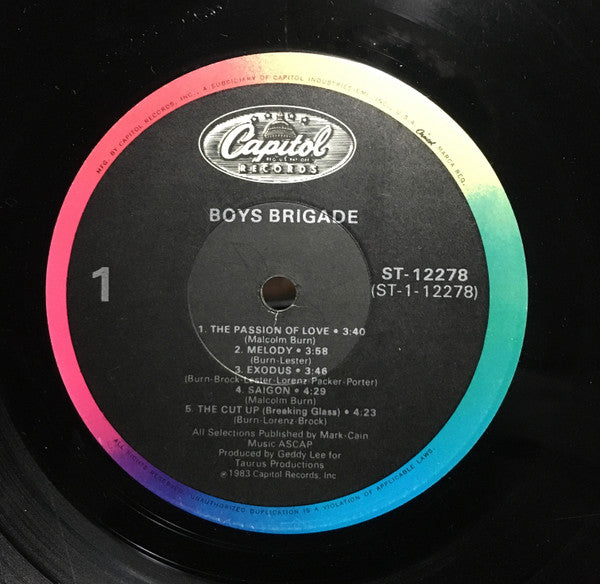 MFG. BY CAPITOL RECORDS, INC., A SUBSIDIARY OF CAPITOL INDUSTRIES-EMI, INC., U.S.A.
Capitol MARCA REG.
Capitol
RECORDS
BOYS BRIGADE
1
ST-12278
(ST-1-12278)
1. THE PASSION OF LOVE • 3:40
(Malcolm Burn)
2. MELODY • 3:58
(Burn-Lester)
3. EXODUS • 3:46
(Burn-Brock-Lester-Lorenz-Packer-Porter)
4. SAIGON • 4:29
(Malcolm Burn)
5. THE CUT UP (Breaking Glass) • 4:23
(Burn-Lorenz-Brock)
All Selections Published by Mark-Cain
Music ASCAP
Produced by Geddy Lee for
Taurus Productions
℗1983 Capitol Records, Inc
ALL RIGHTS RESERVED. UNAUTHORIZED DUPLICATION IS A VIOLATION OF APPLICABLE LAWS.